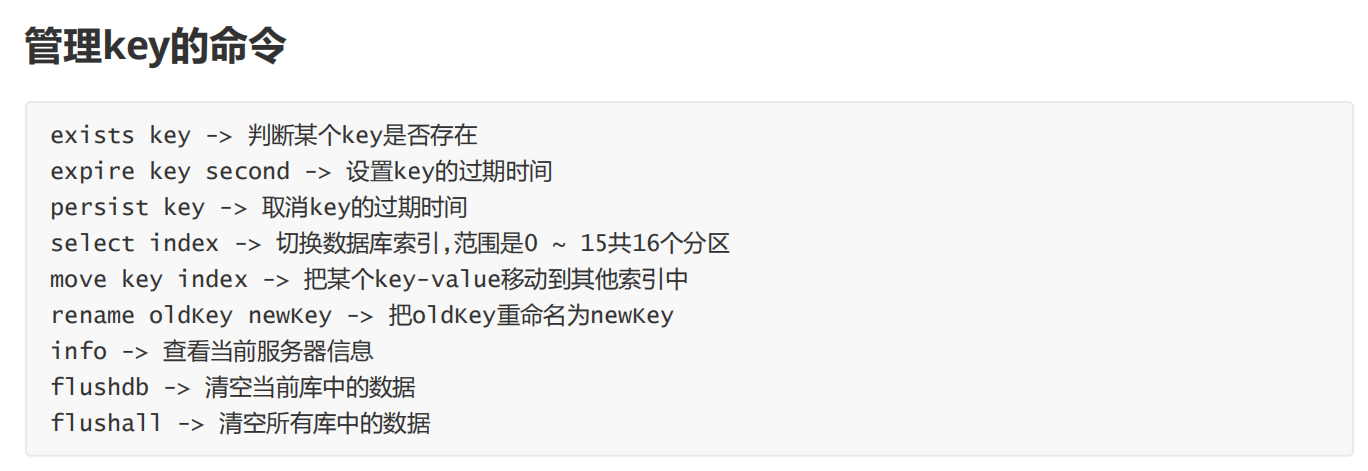 管理key的命令
exists key -> 判断某个key是否存在
expire key second -> 设置key的过期时间
persist key -> 取消key的过期时间
select index -> 切换数据库索引,范围是0 ~ 15共16个分区
move key index -> 把某个key-value移动到其他索引中
rename oldKey newKey -> 把oldKey重命名为newKey
info -> 查看当前服务器信息
flushdb -> 清空当前库中的数据
flushall -> 清空所有库中的数据